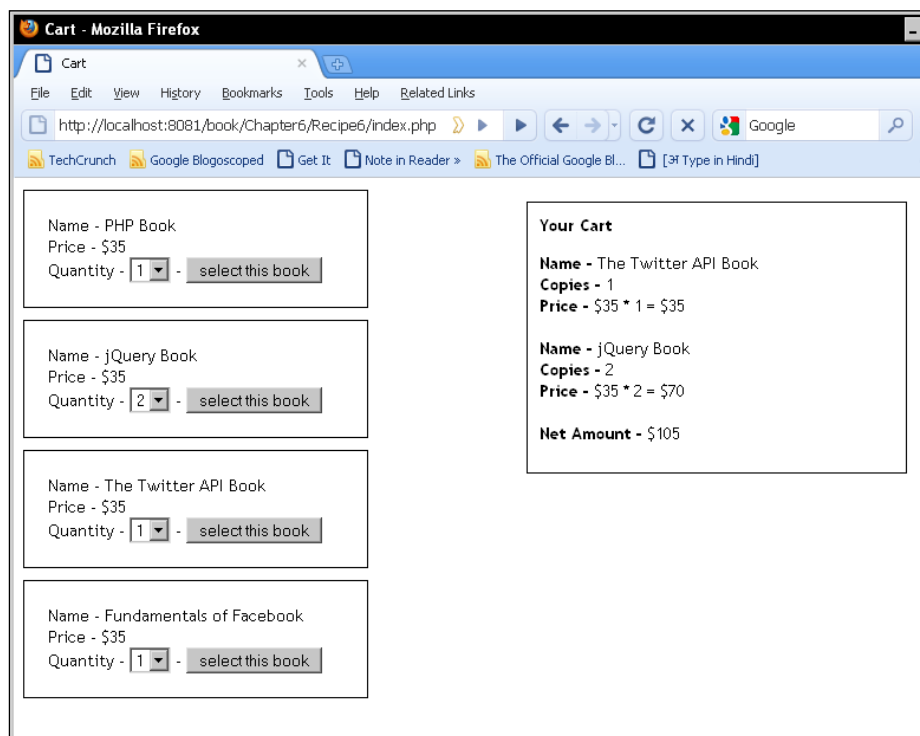 Cart - Mozilla Firefox
Cart
File Edit View History Bookmarks Tools Help Related Links
http://localhost:8081/book/Chapter6/Recipe6/index.php Google
TechCrunch Google Blogoscoped Get It Note in Reader » The Official Google Bl... [अ Type in Hindi]
Name - PHP Book
Price - $35
Quantity - 1 - select this book
Name - jQuery Book
Price - $35
Quantity - 2 - select this book
Name - The Twitter API Book
Price - $35
Quantity - 1 - select this book
Name - Fundamentals of Facebook
Price - $35
Quantity - 1 - select this book
Your Cart
Name - The Twitter API Book
Copies - 1
Price - $35 * 1 = $35
Name - jQuery Book
Copies - 2
Price - $35 * 2 = $70
Net Amount - $105